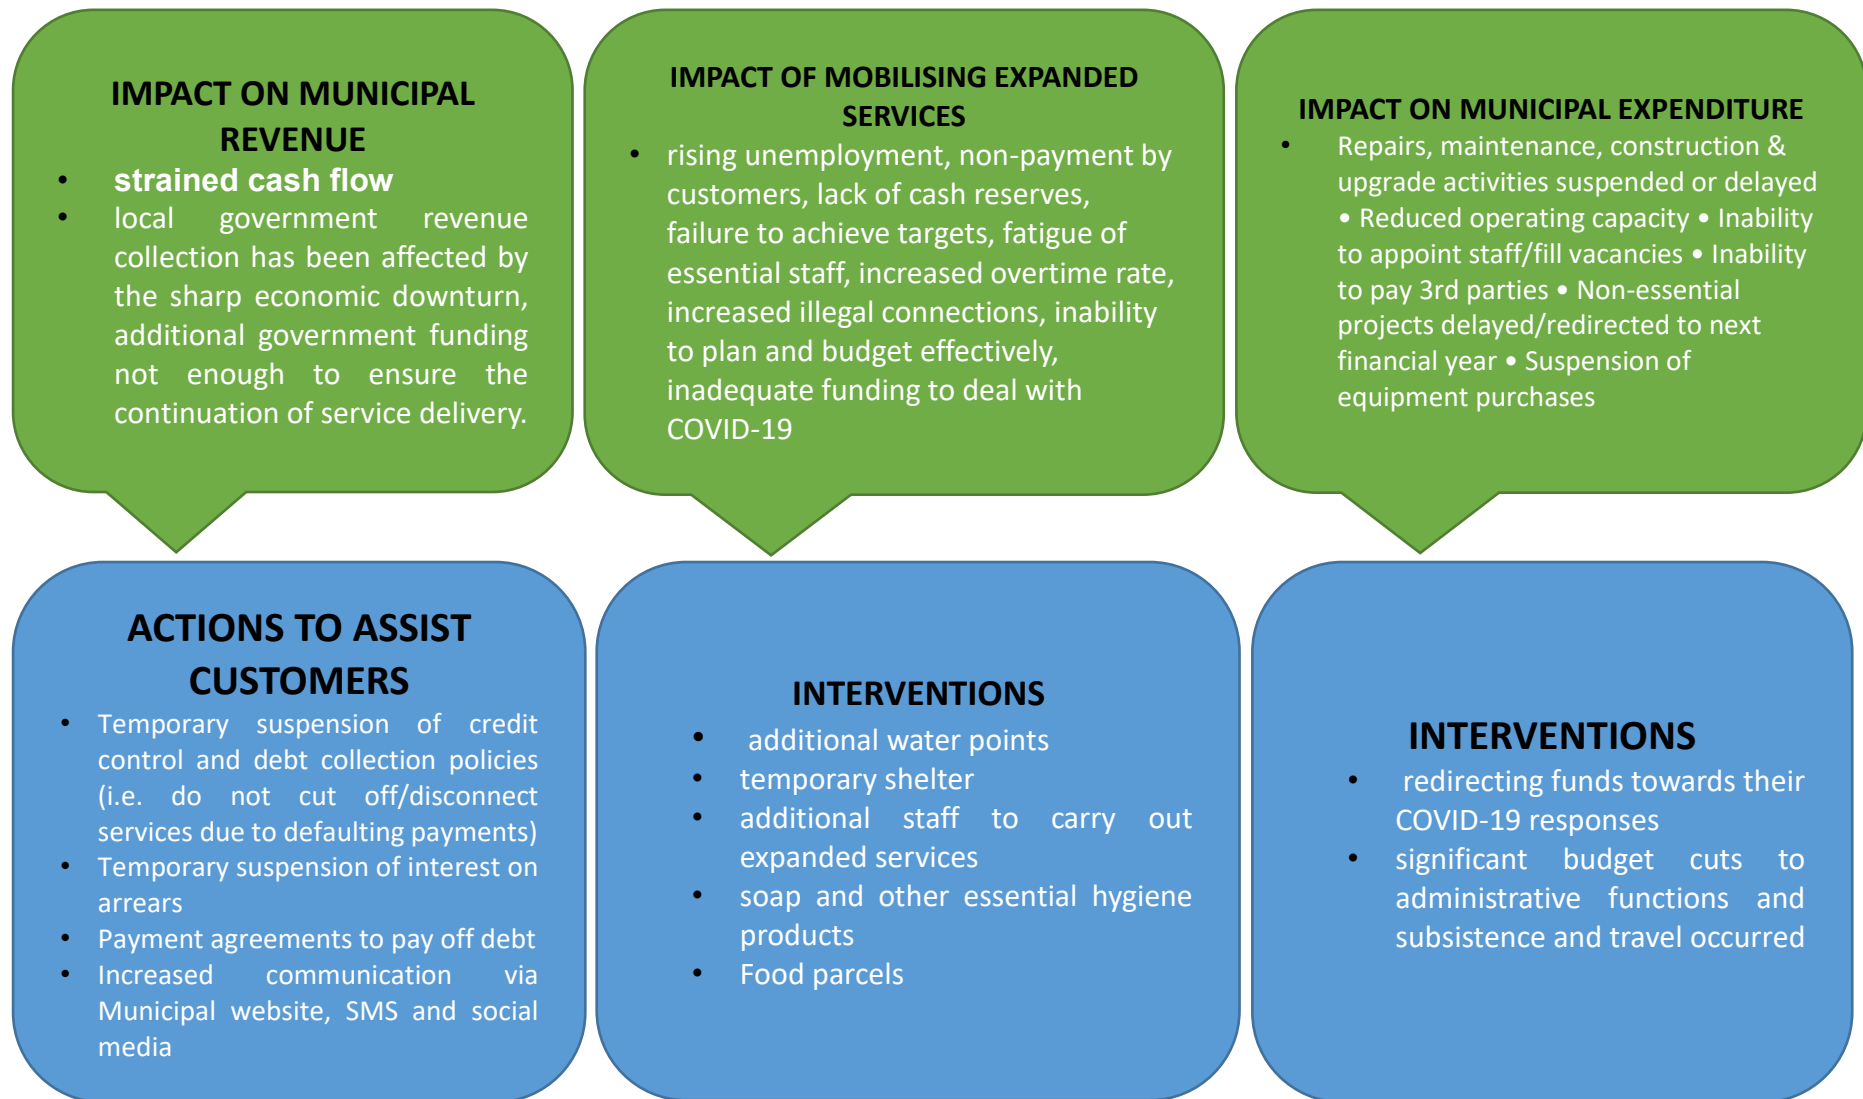 IMPACT ON MUNICIPAL
REVENUE
• strained cash flow
• local government revenue
collection has been affected by
the sharp economic downturn,
additional government funding
not enough to ensure the
continuation of service delivery.
IMPACT OF MOBILISING EXPANDED
SERVICES
• rising unemployment, non-payment by
customers, lack of cash reserves,
failure to achieve targets, fatigue of
essential staff, increased overtime rate,
increased illegal connections, inability
to plan and budget effectively,
inadequate funding to deal with
COVID-19
IMPACT ON MUNICIPAL EXPENDITURE
• Repairs, maintenance, construction &
upgrade activities suspended or delayed
• Reduced operating capacity • Inability
to appoint staff/fill vacancies • Inability
to pay 3rd parties • Non-essential
projects delayed/redirected to next
financial year • Suspension of
equipment purchases
ACTIONS TO ASSIST
CUSTOMERS
• Temporary suspension of credit
control and debt collection policies
(i.e. do not cut off/disconnect
services due to defaulting payments)
• Temporary suspension of interest on
arrears
• Payment agreements to pay off debt
• Increased communication via
Municipal website, SMS and social
media
INTERVENTIONS
• additional water points
• temporary shelter
• additional staff to carry out
expanded services
• soap and other essential hygiene
products
• Food parcels
INTERVENTIONS
• redirecting funds towards their
COVID-19 responses
• significant budget cuts to
administrative functions and
subsistence and travel occurred